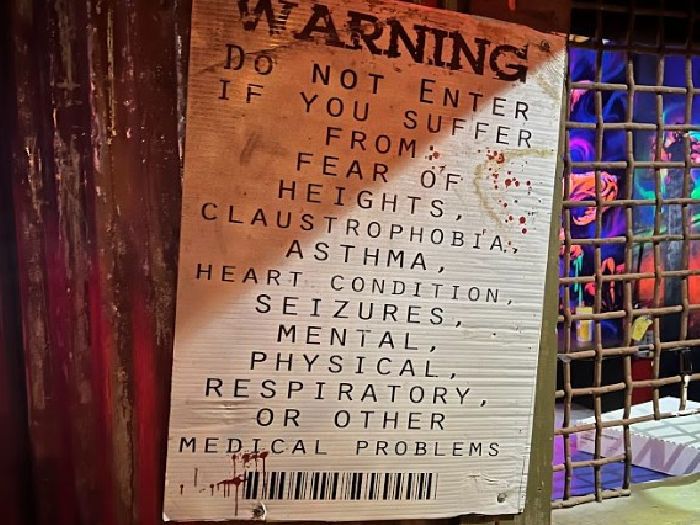 WARNING
DO NOT ENTER
IF YOU SUFFER
FROM:
FEAR OF
HEIGHTS,
CLAUSTROPHOBIA,
ASTHMA,
HEART CONDITION,
SEIZURES,
MENTAL,
PHYSICAL,
RESPIRATORY,
OR OTHER
MEDICAL PROBLEMS